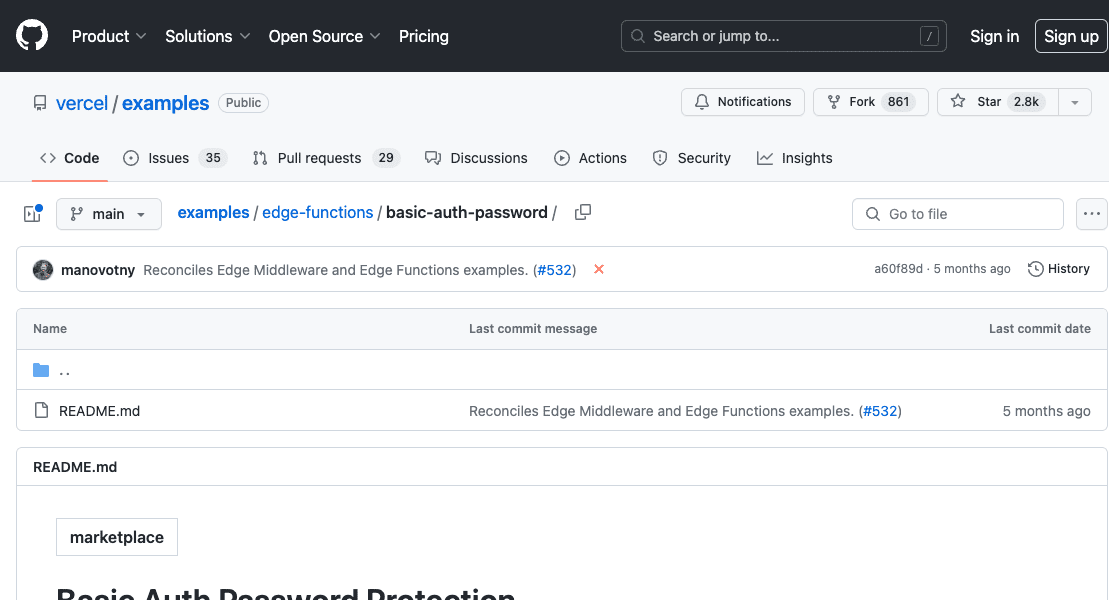 Product Solutions Open Source Pricing Search or jump to... / Sign in Sign up
vercel / examples Public Notifications Fork 861 Star 2.8k
Code Issues 35 Pull requests 29 Discussions Actions Security Insights
main examples / edge-functions / basic-auth-password / Go to file ...
manovotny Reconciles Edge Middleware and Edge Functions examples. (#532) a60f89d · 5 months ago History
Name Last commit message Last commit date
..
README.md Reconciles Edge Middleware and Edge Functions examples. (#532) 5 months ago
README.md
marketplace
Basic Auth Password Protection